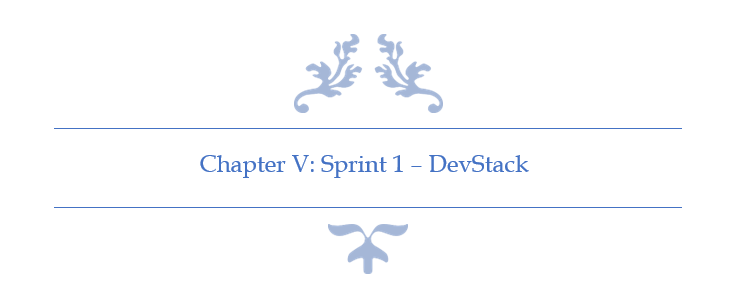 Chapter V: Sprint 1 – DevStack